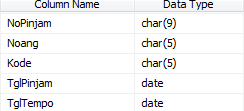 Column Name Data Type
NoPinjam char(9)
Noang char(5)
Kode char(5)
TglPinjam date
TglTempo date